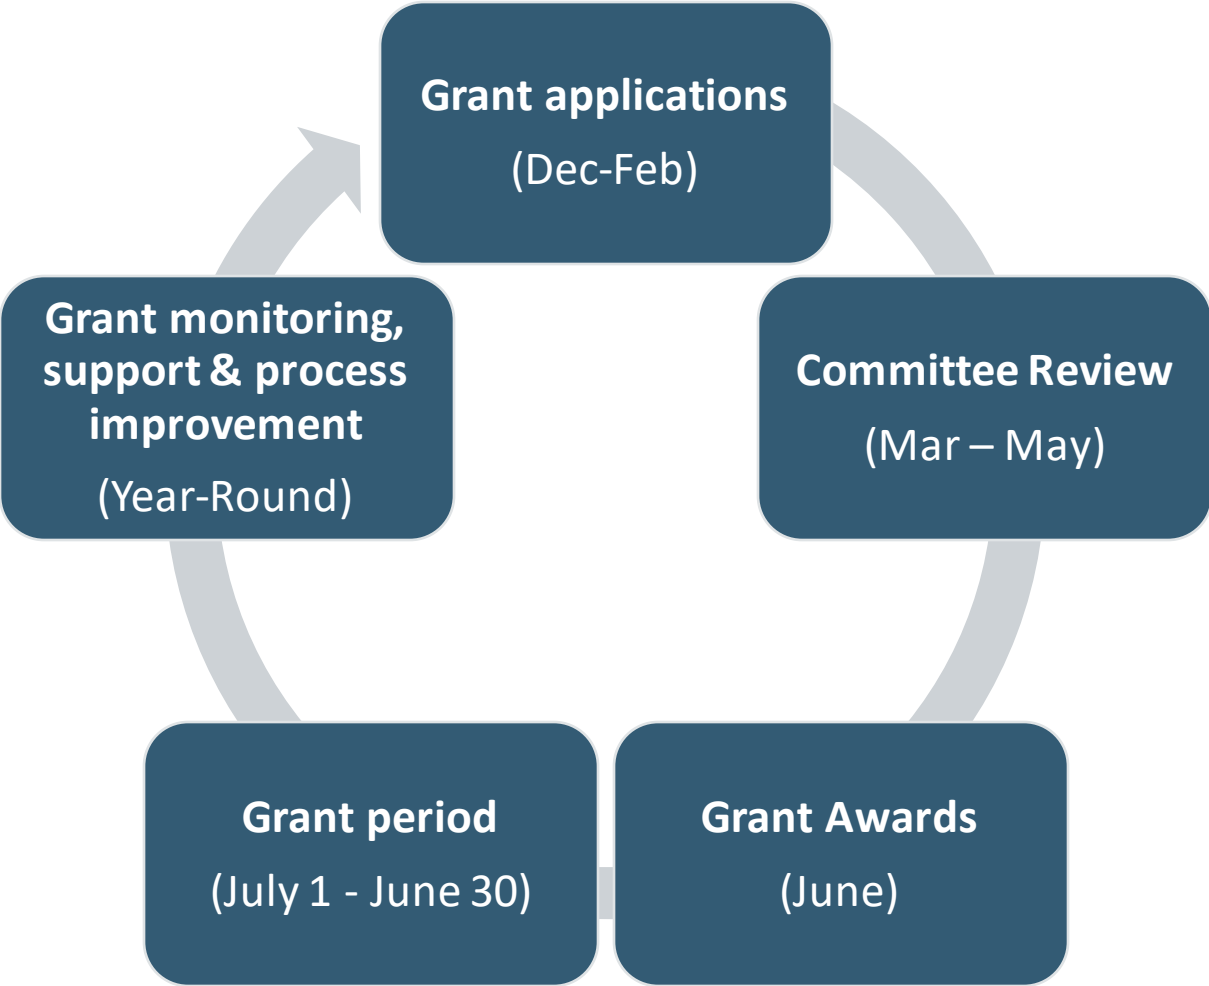 Grant applications
(Dec-Feb)
Committee Review
(Mar – May)
Grant Awards
(June)
Grant period
(July 1 - June 30)
Grant monitoring,
support & process
improvement
(Year-Round)